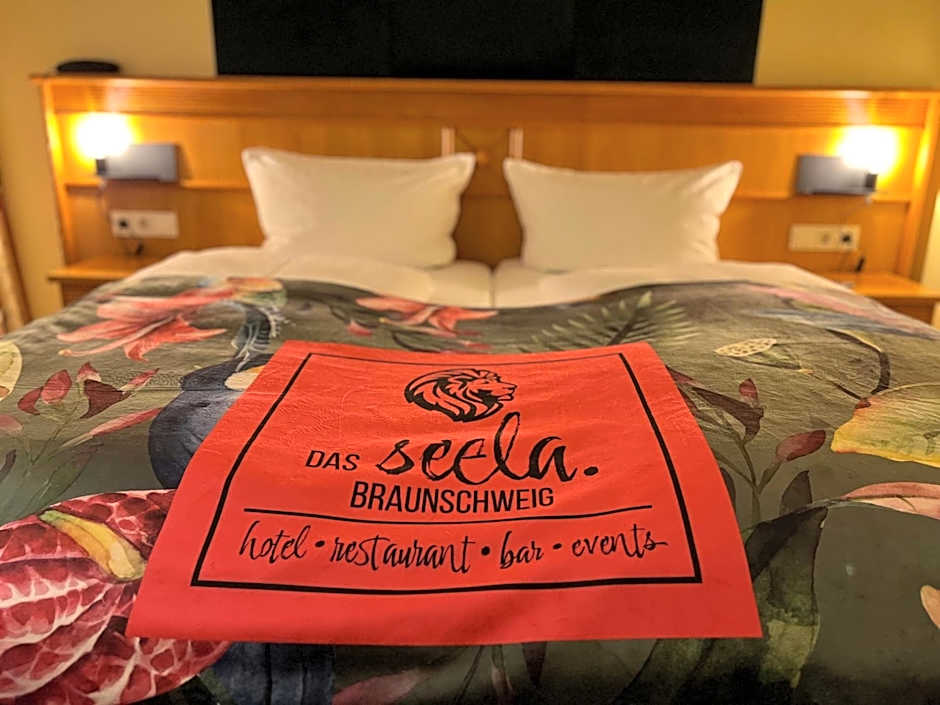 DAS seela.
BRAUNSCHWEIG
hotel • restaurant • bar • events